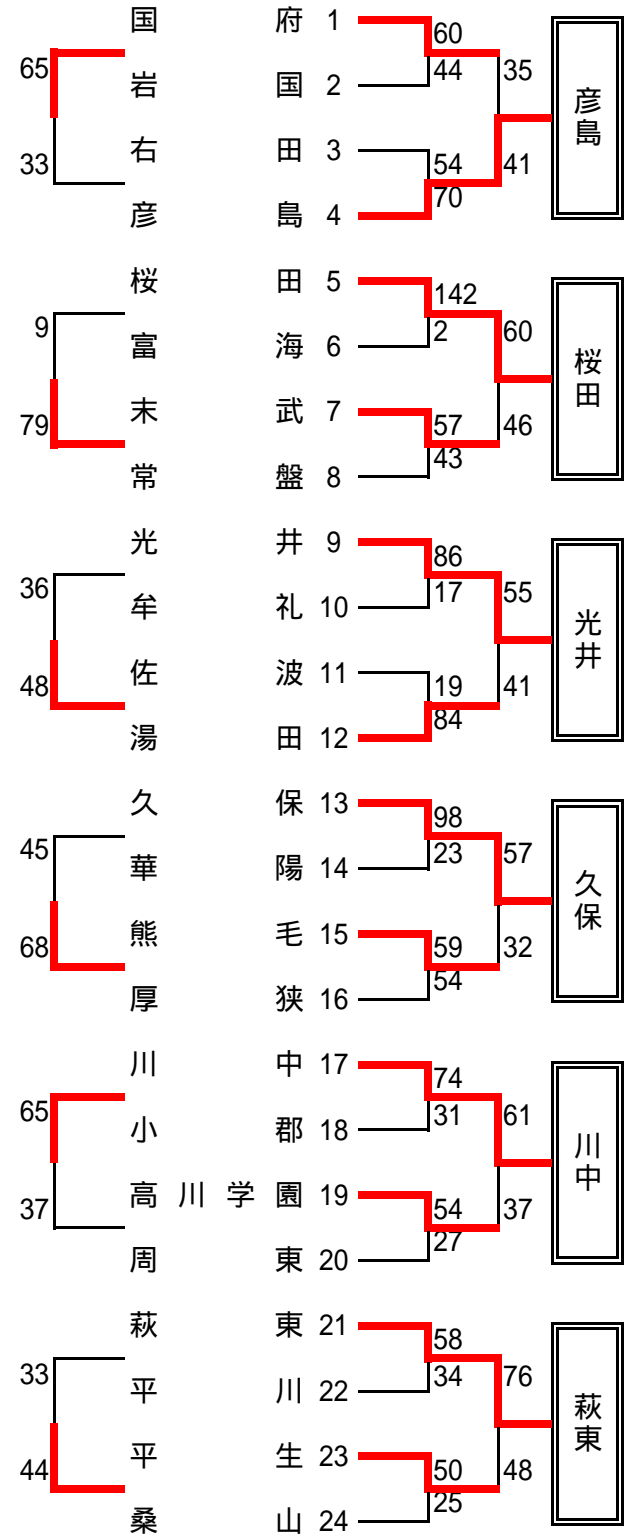 国府 1
60
65
44
35
岩国 2
彦島
右田 3
33
54
41
70
彦島 4
桜田 5
142
9
2
60
富海 6
桜田
末武 7
79
57
46
43
常盤 8
光井 9
86
36
17
55
牟礼 10
光井
佐波 11
48
19
41
84
湯田 12
久保 13
98
45
23
57
華陽 14
久保
熊毛 15
68
59
32
54
厚狭 16
川中 17
74
65
31
61
小郡 18
川中
高川学園 19
37
54
37
27
周東 20
萩東 21
58
33
34
76
平川 22
萩東
平生 23
44
50
48
25
桑山 24